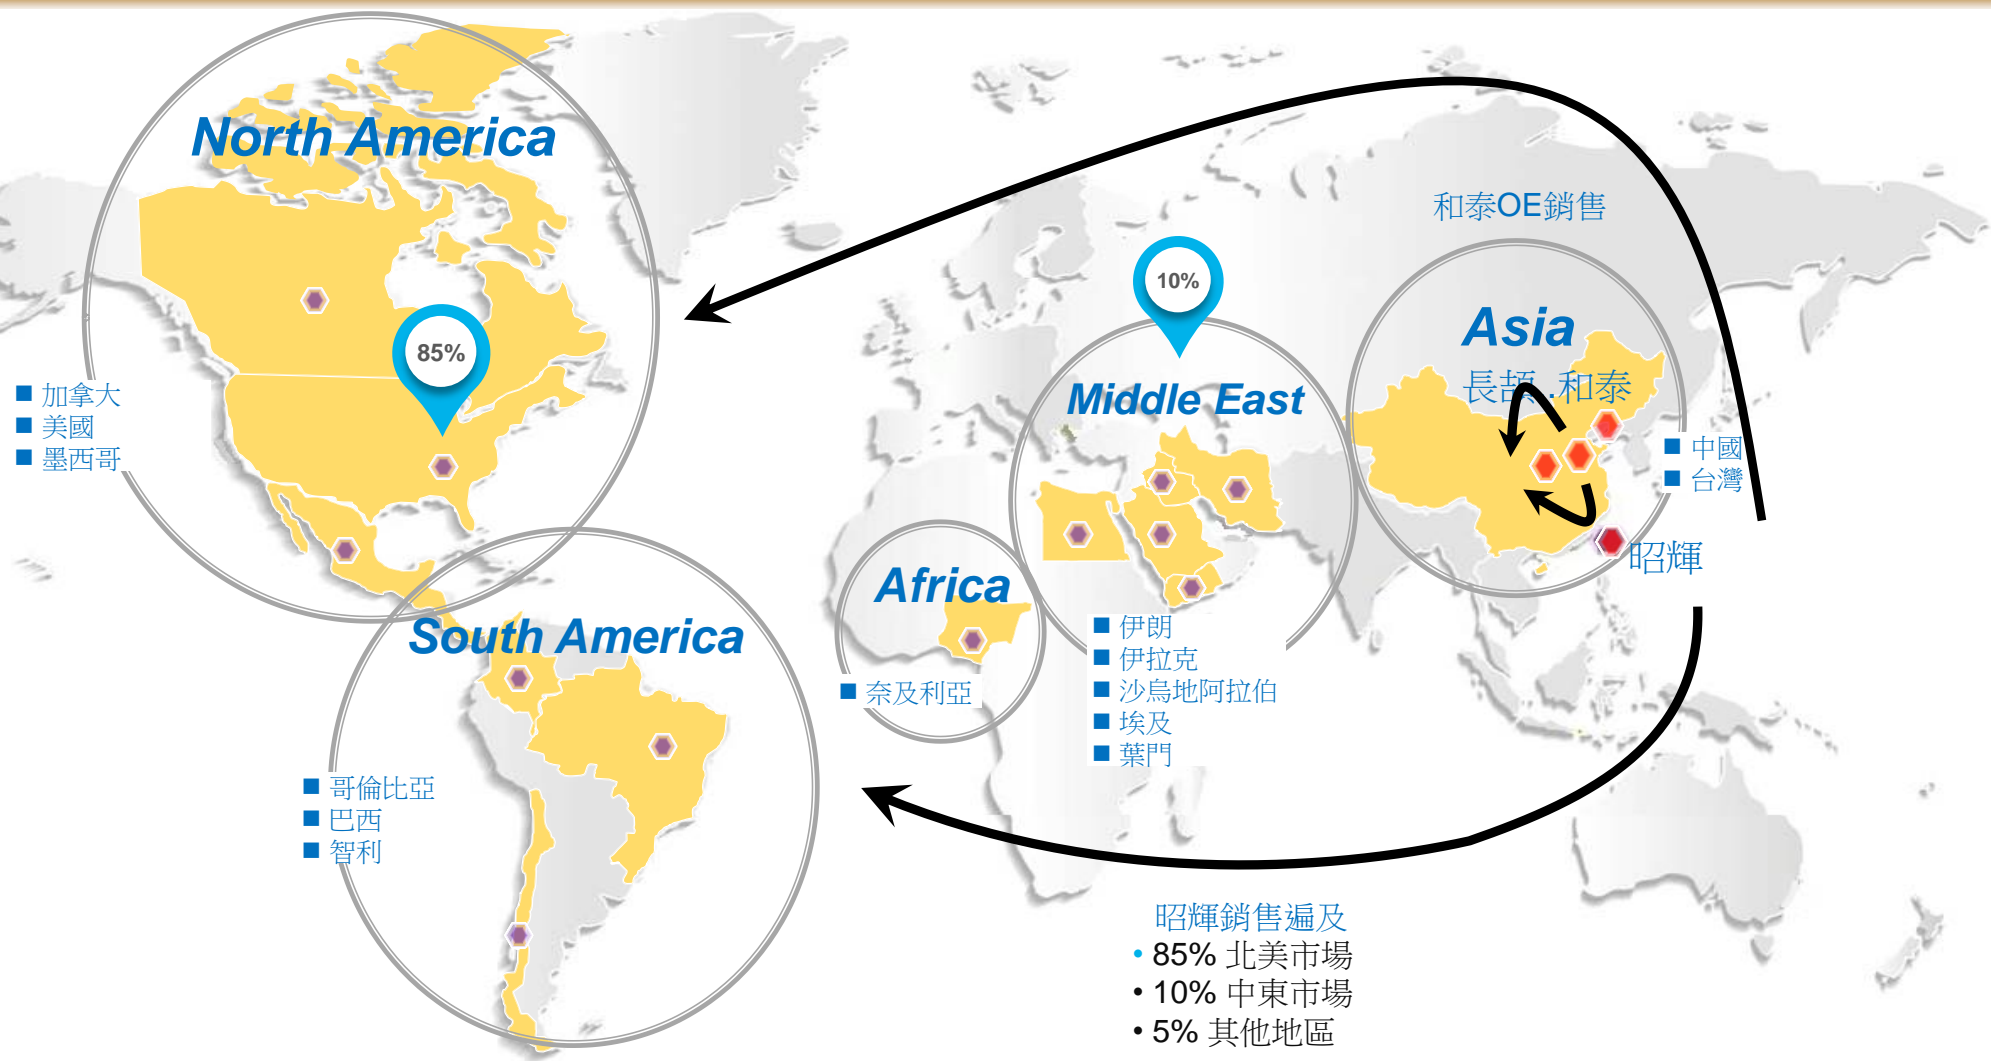 North America
85%
■ 加拿大
■ 美國
■ 墨西哥
South America
■ 哥倫比亞
■ 巴西
■ 智利
Africa
■ 奈及利亞
10%
Middle East
■ 伊朗
■ 伊拉克
■ 沙烏地阿拉伯
■ 埃及
■ 葉門
和泰OE銷售
Asia
長頡.和泰
■ 中國
■ 台灣
昭輝
昭輝銷售遍及
• 85% 北美市場
• 10% 中東市場
• 5% 其他地區